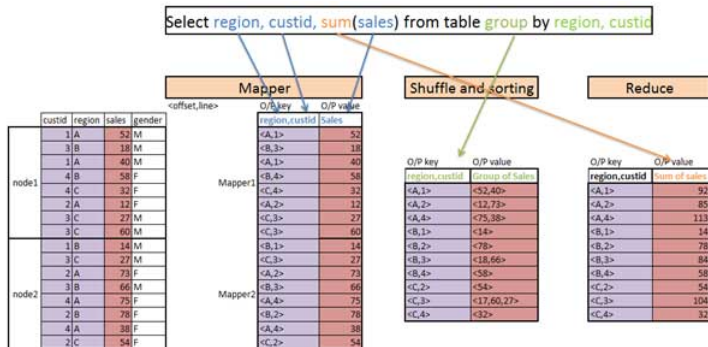 Select region, custid, sum(sales) from table group by region, custid
Mapper Shuffle and sorting Reduce
<offset,line> O/P key O/P value
custid region sales gender region,custid Sales
1 A 52 M <A,1> 52
3 B 18 M <B,3> 18
1 A 40 M <A,1> 40 O/P key O/P value O/P key O/P value
4 B 58 F <B,4> 58 region,custid Group of Sales region,custid Sum of sales
node1 4 C 32 F Mapper1 <C,4> 32 <A,1> <52,40> <A,1> 92
2 A 12 F <A,2> 12 <A,2> <12,73> <A,2> 85
3 C 27 M <C,3> 27 <A,4> <75,38> <A,4> 113
3 C 60 M <C,3> 60 <B,1> <14> <B,1> 14
1 B 14 M <B,1> 14 <B,2> <78> <B,2> 78
3 C 27 M <C,3> 27 <B,3> <18,66> <B,3> 84
2 A 73 F <A,2> 73 <B,4> <58> <B,4> 58
node2 3 B 66 M Mapper2 <B,3> 66 <C,2> <54> <C,2> 54
4 A 75 F <A,4> 75 <C,3> <17,60,27> <C,3> 104
2 B 78 F <B,2> 78 <C,4> <32> <C,4> 32
4 A 38 F <A,4> 38
2 C 54 F <C,2> 54